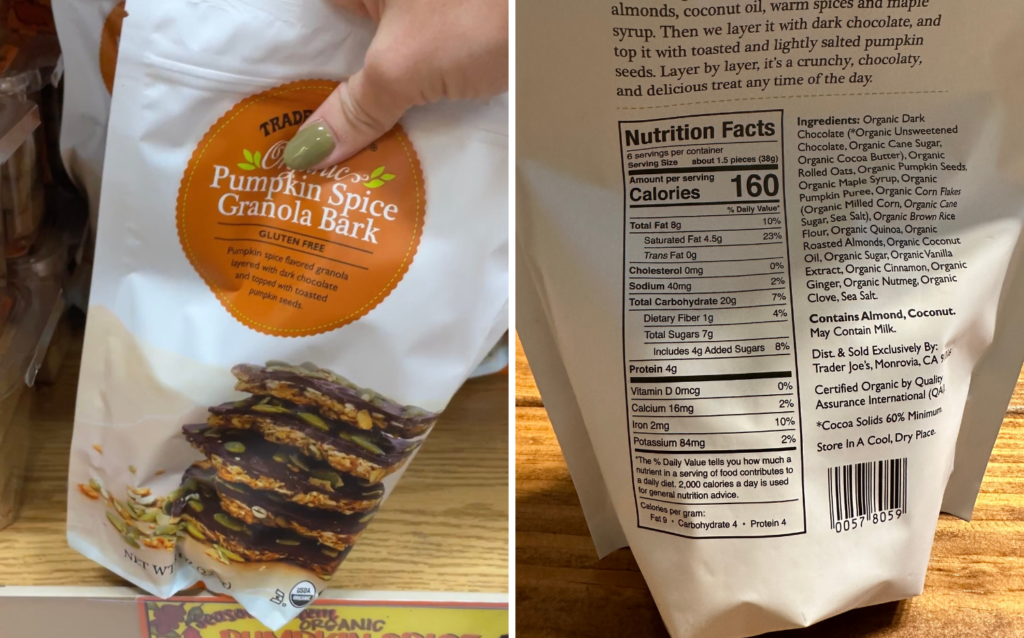 TRADE
Organic
Pumpkin Spice
Granola Bark
GLUTEN FREE
Pumpkin spice flavored granola
layered with dark chocolate
and topped with toasted
pumpkin seeds.
NET WT.
USDA
ORGANIC
ORGANIC
PUMPKIN SPICE
almonds, coconut oil, warm spices and maple
syrup. Then we layer it with dark chocolate, and
top it with toasted and lightly salted pumpkin
seeds. Layer by layer, it's a crunchy, chocolaty,
and delicious treat any time of the day.
Nutrition Facts
6 servings per container
Serving Size about 1.5 pieces (38g)
Amount per serving
Calories 160
% Daily Value*
Total Fat 8g 10%
Saturated Fat 4.5g 23%
Trans Fat 0g
Cholesterol 0mg 0%
Sodium 40mg 2%
Total Carbohydrate 20g 7%
Dietary Fiber 1g 4%
Total Sugars 7g
Includes 4g Added Sugars 8%
Protein 4g
Vitamin D 0mcg 0%
Calcium 16mg 2%
Iron 2mg 10%
Potassium 84mg 2%
*The % Daily Value tells you how much a
nutrient in a serving of food contributes to
a daily diet. 2,000 calories a day is used
for general nutrition advice.
Calories per gram:
Fat 9 • Carbohydrate 4 • Protein 4
Ingredients: Organic Dark
Chocolate (*Organic Unsweetened
Chocolate, Organic Cane Sugar,
Organic Cocoa Butter), Organic
Rolled Oats, Organic Pumpkin Seeds,
Organic Maple Syrup, Organic
Pumpkin Puree, Organic Corn Flakes
(Organic Milled Corn, Organic Cane
Sugar, Sea Salt), Organic Brown Rice
Flour, Organic Quinoa, Organic
Roasted Almonds, Organic Coconut
Oil, Organic Sugar, Organic Vanilla
Extract, Organic Cinnamon, Organic
Ginger, Organic Nutmeg, Organic
Clove, Sea Salt.
Contains Almond, Coconut.
May Contain Milk.
Dist. & Sold Exclusively By:
Trader Joe's, Monrovia, CA
Certified Organic by Quality
Assurance International (QAI)
*Cocoa Solids 60% Minimum
Store In A Cool, Dry Place.
0057 8059